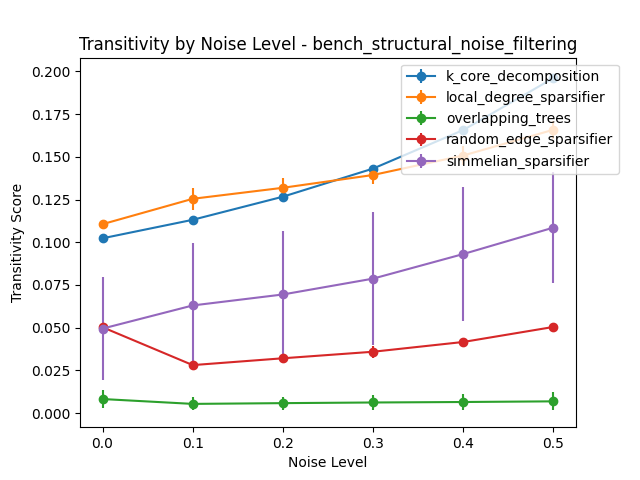 Transitivity by Noise Level - bench_structural_noise_filtering
k_core_decomposition
local_degree_sparsifier
overlapping_trees
random_edge_sparsifier
simmelian_sparsifier
Transitivity Score
0.200
0.175
0.150
0.125
0.100
0.075
0.050
0.025
0.000
0.0 0.1 0.2 0.3 0.4 0.5
Noise Level